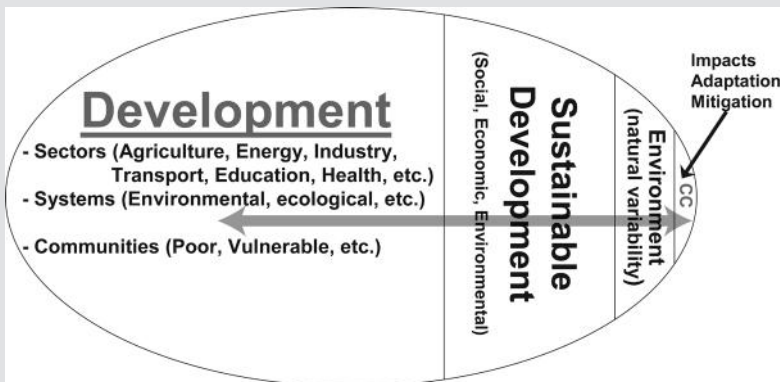 Development
- Sectors (Agriculture, Energy, Industry,
Transport, Education, Health, etc.)
- Systems (Environmental, ecological, etc.)
- Communities (Poor, Vulnerable, etc.)
Sustainable
Development
(Social, Economic, Environmental)
Environment
(natural variability)
CC
Impacts
Adaptation
Mitigation